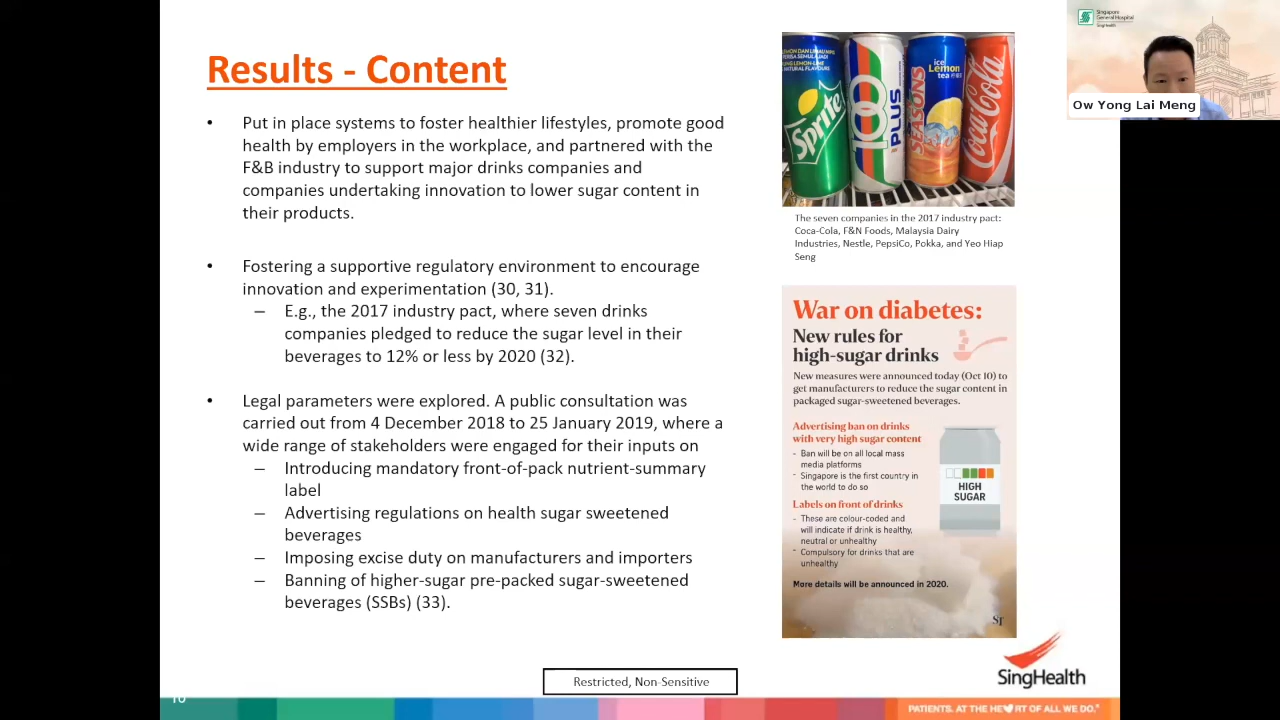 Results - Content
• Put in place systems to foster healthier lifestyles, promote good
health by employers in the workplace, and partnered with the
F&B industry to support major drinks companies and
companies undertaking innovation to lower sugar content in
their products.
• Fostering a supportive regulatory environment to encourage
innovation and experimentation (30, 31).
– E.g., the 2017 industry pact, where seven drinks
companies pledged to reduce the sugar level in their
beverages to 12% or less by 2020 (32).
• Legal parameters were explored. A public consultation was
carried out from 4 December 2018 to 25 January 2019, where a
wide range of stakeholders were engaged for their inputs on
– Introducing mandatory front-of-pack nutrient-summary
label
– Advertising regulations on health sugar sweetened
beverages
– Imposing excise duty on manufacturers and importers
– Banning of higher-sugar pre-packed sugar-sweetened
beverages (SSBs) (33).
Sprite
100
PLUS
SEASONS
ice
Lemon
tea
Coca-Cola
The seven companies in the 2017 industry pact:
Coca-Cola, F&N Foods, Malaysia Dairy
Industries, Nestle, PepsiCo, Pokka, and Yeo Hiap
Seng
War on diabetes:
New rules for
high-sugar drinks
New measures were announced today (Oct 10) to
get manufacturers to reduce the sugar content in
packaged sugar-sweetened beverages.
Advertising ban on drinks
with very high sugar content
- Ban will be on all local mass
media platforms
- Singapore is the first country in
the world to do so
Labels on front of drinks
- These are colour-coded and
will indicate if drink is healthy,
neutral or unhealthy
- Compulsory for drinks that are
unhealthy
HIGH
SUGAR
More details will be announced in 2020.
ST
Singapore
General Hospital
SingHealth
Ow Yong Lai Meng
SingHealth
Restricted, Non-Sensitive
PATIENTS. AT THE HE RT OF ALL WE DO.